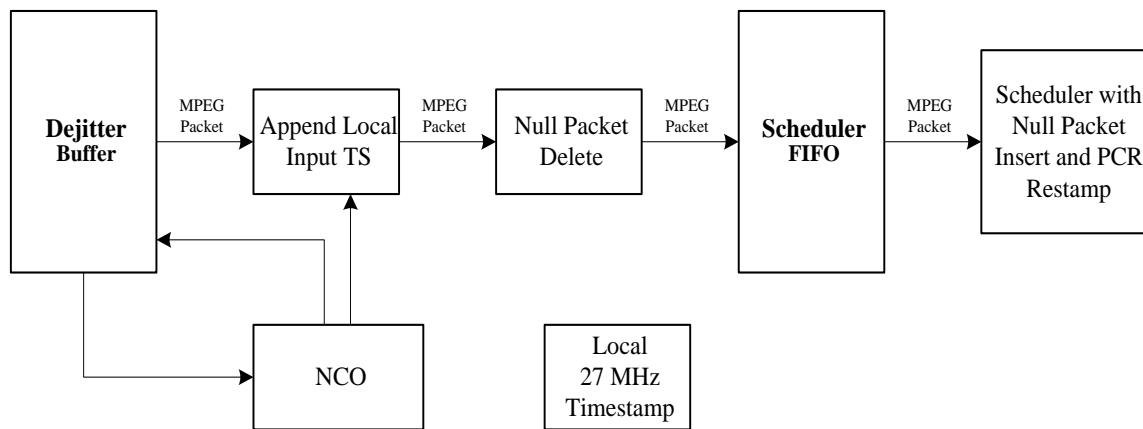 MPEG
Packet
MPEG
Packet
MPEG
Packet
MPEG
Packet
Dejitter
Buffer
Append Local
Input TS
Null Packet
Delete
Scheduler
FIFO
Scheduler with
Null Packet
Insert and PCR
Restamp
NCO
Local
27 MHz
Timestamp